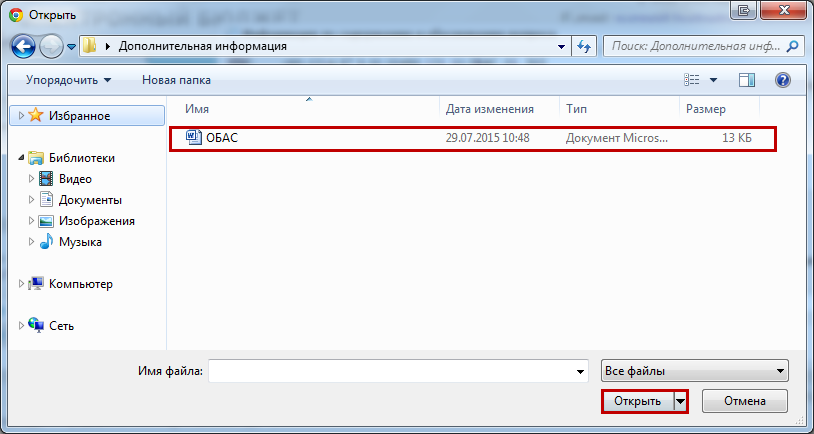 Открыть
Дополнительная информация
Поиск: Дополнительная инф...
Упорядочить
Новая папка
Избранное
Библиотеки
Видео
Документы
Изображения
Музыка
Компьютер
Сеть
Имя Дата изменения Тип Размер
ОБАС 29.07.2015 10:48 Документ Micros... 13 КБ
Имя файла:
Все файлы
Открыть Отмена